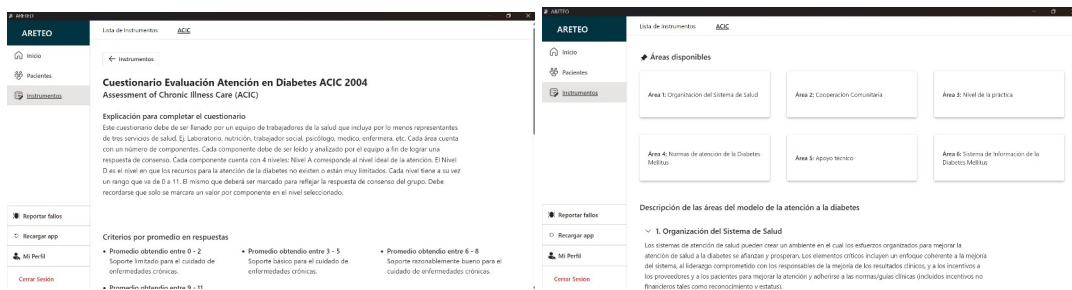 ARETEO
ARETEO
Inicio
Pacientes
Instrumentos
Reportar fallos
Recargar app
Mi Perfil
Cerrar Sesión
Lista de Instrumentos ACIC
← Instrumentos
Cuestionario Evaluación Atención en Diabetes ACIC 2004
Assessment of Chronic Illness Care (ACIC)
Explicación para completar el cuestionario
Este cuestionario debe de ser llenado por un equipo de trabajadores de la salud que incluya por lo menos representantes
de tres servicios de salud. Ej. Laboratorio, nutrición, trabajador social, psicólogo, medico, enfermera, etc. Cada área cuenta
con un número de componentes. Cada componente debe de ser leído y analizado por el equipo a fin de lograr una
respuesta de consenso. Cada componente cuenta con 4 niveles: Nivel A corresponde al nivel ideal de la atención. El Nivel
D es el nivel en que los recursos para la atención de la diabetes no existen o están muy limitados. Cada nivel tiene a su vez
un rango que va de 0 a 11. El mismo que deberá ser marcado para reflejar la respuesta de consenso del grupo. Debe
recordarse que solo se marcara un valor por componente en el nivel seleccionado.
Criterios por promedio en respuestas
• Promedio obtendio entre 0 - 2
Soporte limitado para el cuidado de
enfermedades crónicas.
• Promedio obtendio entre 3 - 5
Soporte básico para el cuidado de
enfermedades crónicas.
• Promedio obtendio entre 6 - 8
Soporte razonablemente bueno para el
cuidado de enfermedades crónicas.
• Promedio obtendio entre 9 - 11
ARETEO
ARETEO
Inicio
Pacientes
Instrumentos
Reportar fallos
Recargar app
Mi Perfil
Cerrar Sesión
Lista de Instrumentos ACIC
Áreas disponibles
Área 1: Organización del Sistema de Salud
Área 2: Cooperación Comunitaria
Área 3: Nivel de la práctica
Área 4: Normas de atención de la Diabetes
Mellitus
Área 5: Apoyo técnico
Área 6: Sistema de Información de la
Diabetes Mellitus
Descripción de las áreas del modelo de la atención a la diabetes
1. Organización del Sistema de Salud
Los sistemas de atención de salud pueden crear un ambiente en el cual los esfuerzos organizados para mejorar la
atención de salud a la diabetes se afianzan y prosperan. Los elementos críticos incluyen un enfoque coherente a la mejoría
del sistema, al liderazgo comprometido con los responsables de la mejoría de los resultados clínicos, y a los incentivos a
los proveedores y a los pacientes para mejorar la atención y adherirse a las normas/guías clínicas (incluidos incentivos no
financieros tales como reconocimiento y estatus).